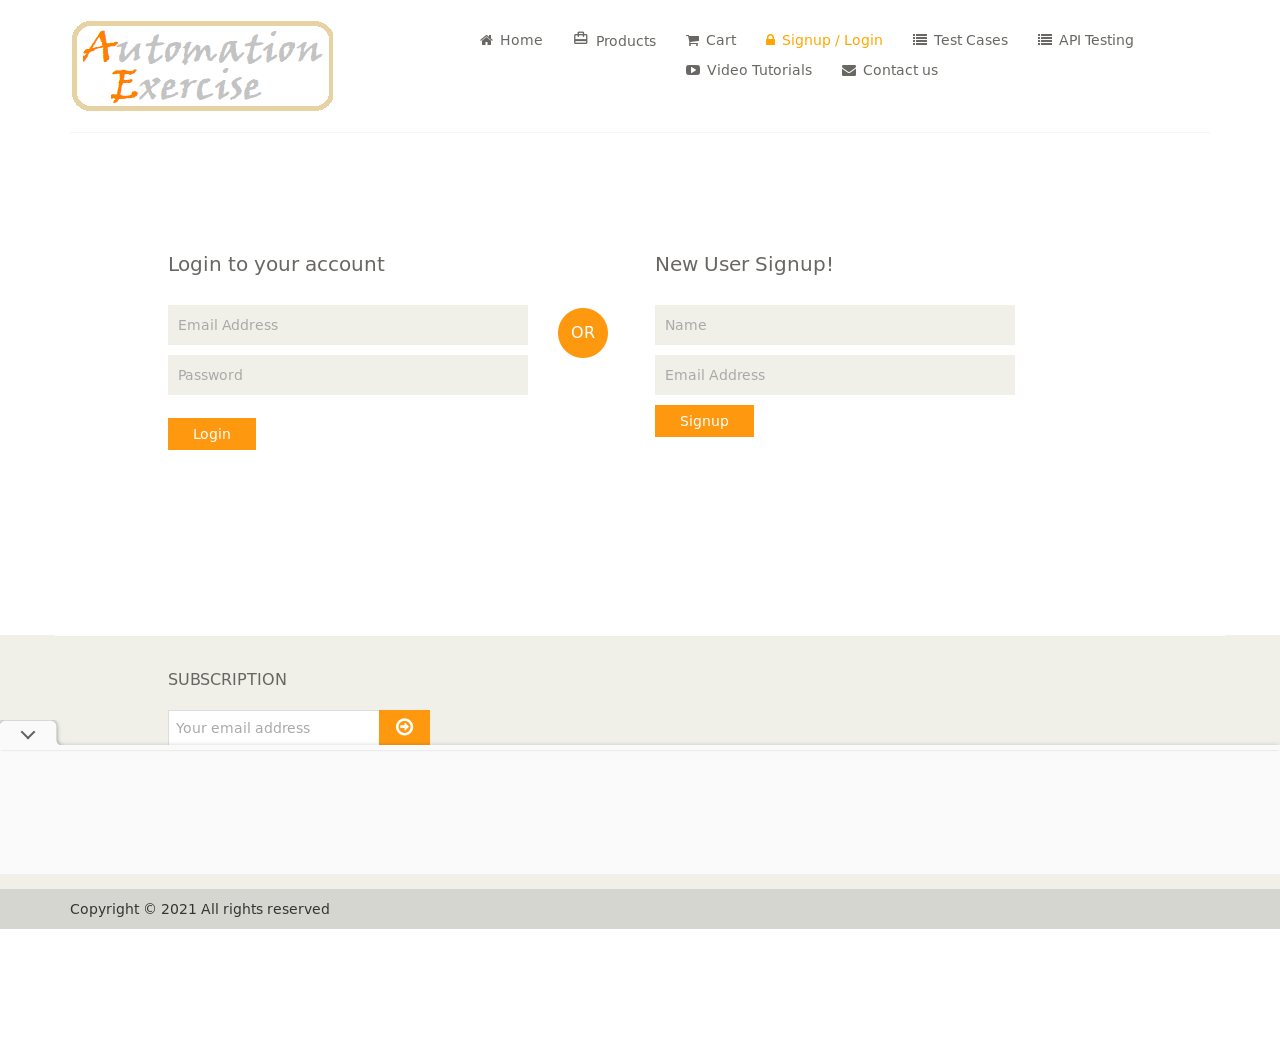 Automation
Exercise
Home
Products
Cart
Signup / Login
Test Cases
API Testing
Video Tutorials
Contact us
Login to your account
Email Address
Password
Login
OR
New User Signup!
Name
Email Address
Signup
SUBSCRIPTION
Your email address
Copyright © 2021 All rights reserved